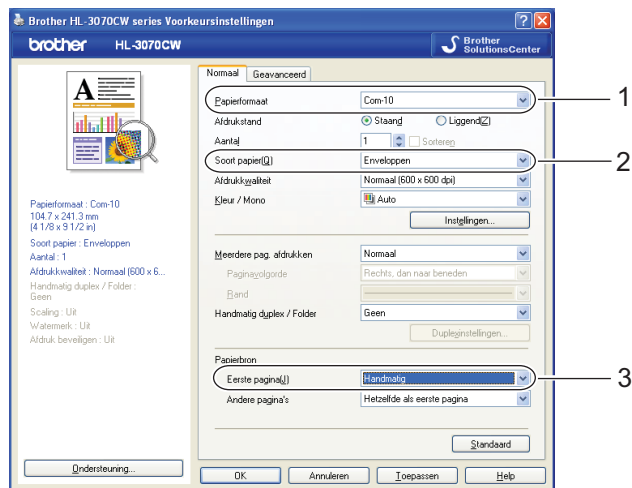 Brother HL-3070CW series Voorkeursinstellingen
brother HL-3070CW
Brother SolutionsCenter
Normaal Geavanceerd
Papierformaat Com-10
Afdrukstand Staand Liggend(Z)
Aantal 1 Sorteren
Soort papier(Q) Enveloppen
Afdrukkwaliteit Normaal (600 x 600 dpi)
Kleur / Mono Auto
Instellingen...
Meerdere pag. afdrukken Normaal
Paginavolgorde Rechts, dan naar beneden
Rand
Handmatig duplex / Folder Geen
Duplexinstellingen...
Papierbron
Eerste pagina(J) Handmatig
Andere pagina's Hetzelfde als eerste pagina
Standaard
A
Papierformaat : Com-10
104.7 x 241.3 mm
(4 1/8 x 9 1/2 in)
Soort papier : Enveloppen
Aantal : 1
Afdrukkwaliteit : Normaal (600 x 6...
Handmatig duplex / Folder :
Geen
Scaling : Uit
Watermerk : Uit
Afdruk beveiligen : Uit
Ondersteuning...
OK Annuleren Toepassen Help
1
2
3